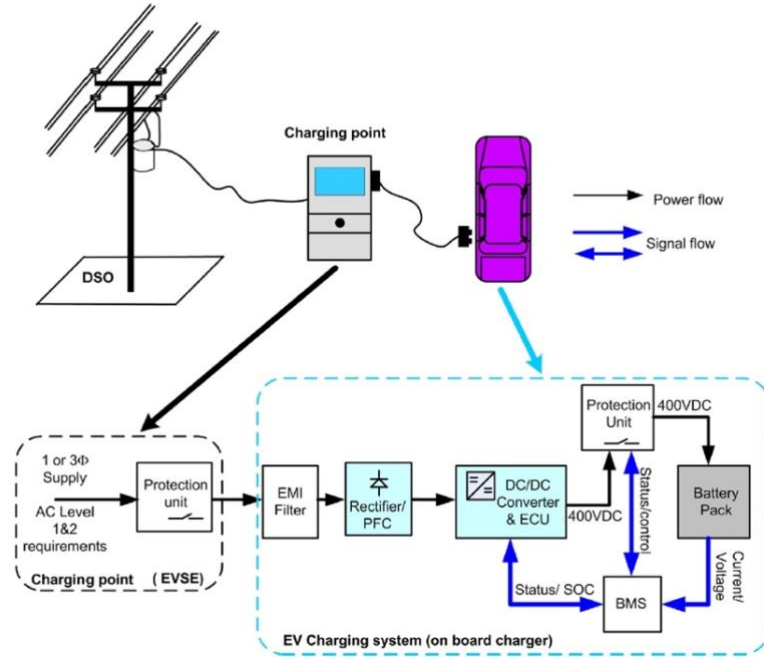 Charging point
Power flow
Signal flow
DSO
1 or 3Φ
Supply
AC Level
1&2
requirements
Protection
unit
Charging point (EVSE)
EMI
Filter
Rectifier/
PFC
DC/DC
Converter
& ECU
400VDC
Protection
Unit
400VDC
Status/control
Battery
Pack
Current/
Voltage
Status/ SOC
BMS
EV Charging system (on board charger)